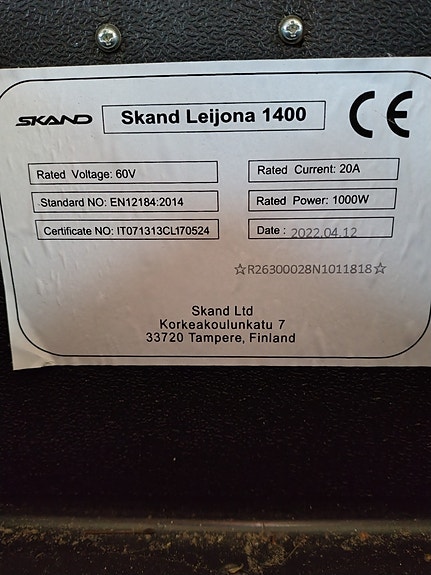 SKAND
Skand Leijona 1400
CE
Rated Voltage: 60V
Rated Current: 20A
Standard NO: EN12184:2014
Rated Power: 1000W
Certificate NO: IT071313CL170524
Date : 2022.04.12
☆R26300028N1011818☆
Skand Ltd
Korkeakoulunkatu 7
33720 Tampere, Finland